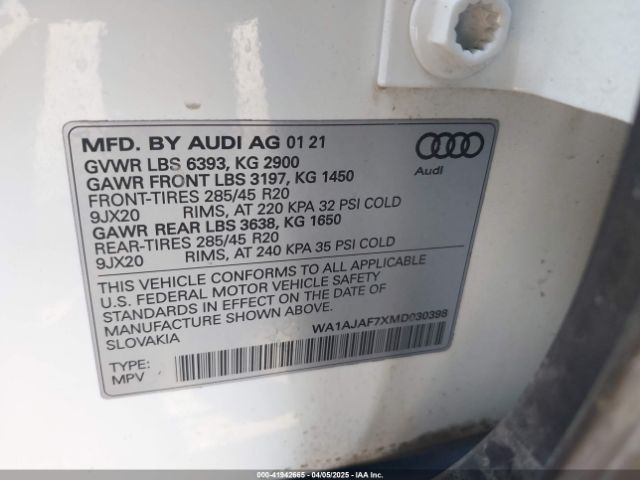 MFD. BY AUDI AG 01 21
GVWR LBS 6393, KG 2900
GAWR FRONT LBS 3197, KG 1450
FRONT-TIRES 285/45 R20
9JX20 RIMS, AT 220 KPA 32 PSI COLD
GAWR REAR LBS 3638, KG 1650
REAR-TIRES 285/45 R20
9JX20 RIMS, AT 240 KPA 35 PSI COLD
Audi
THIS VEHICLE CONFORMS TO ALL APPLICABLE
U.S. FEDERAL MOTOR VEHICLE SAFETY
STANDARDS IN EFFECT ON THE DATE OF
MANUFACTURE SHOWN ABOVE.
SLOVAKIA
WA1AJAF7XMD030398
TYPE:
MPV
000-41942665 - 04/05/2025 - IAA Inc.